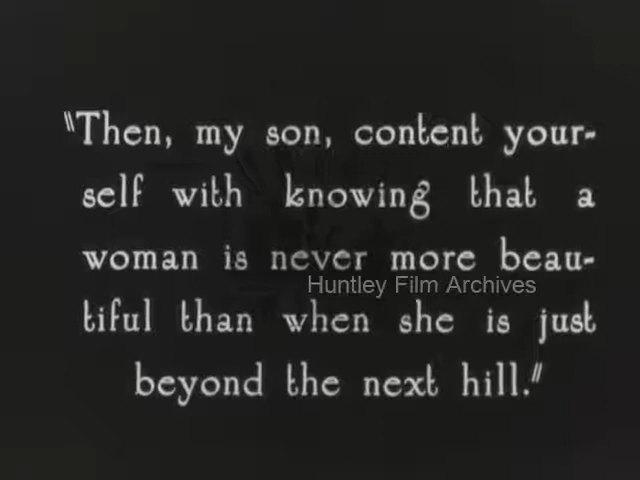 "Then, my son, content your-
self with knowing that a
woman is never more beau-
Huntley Film Archives
tiful than when she is just
beyond the next hill."